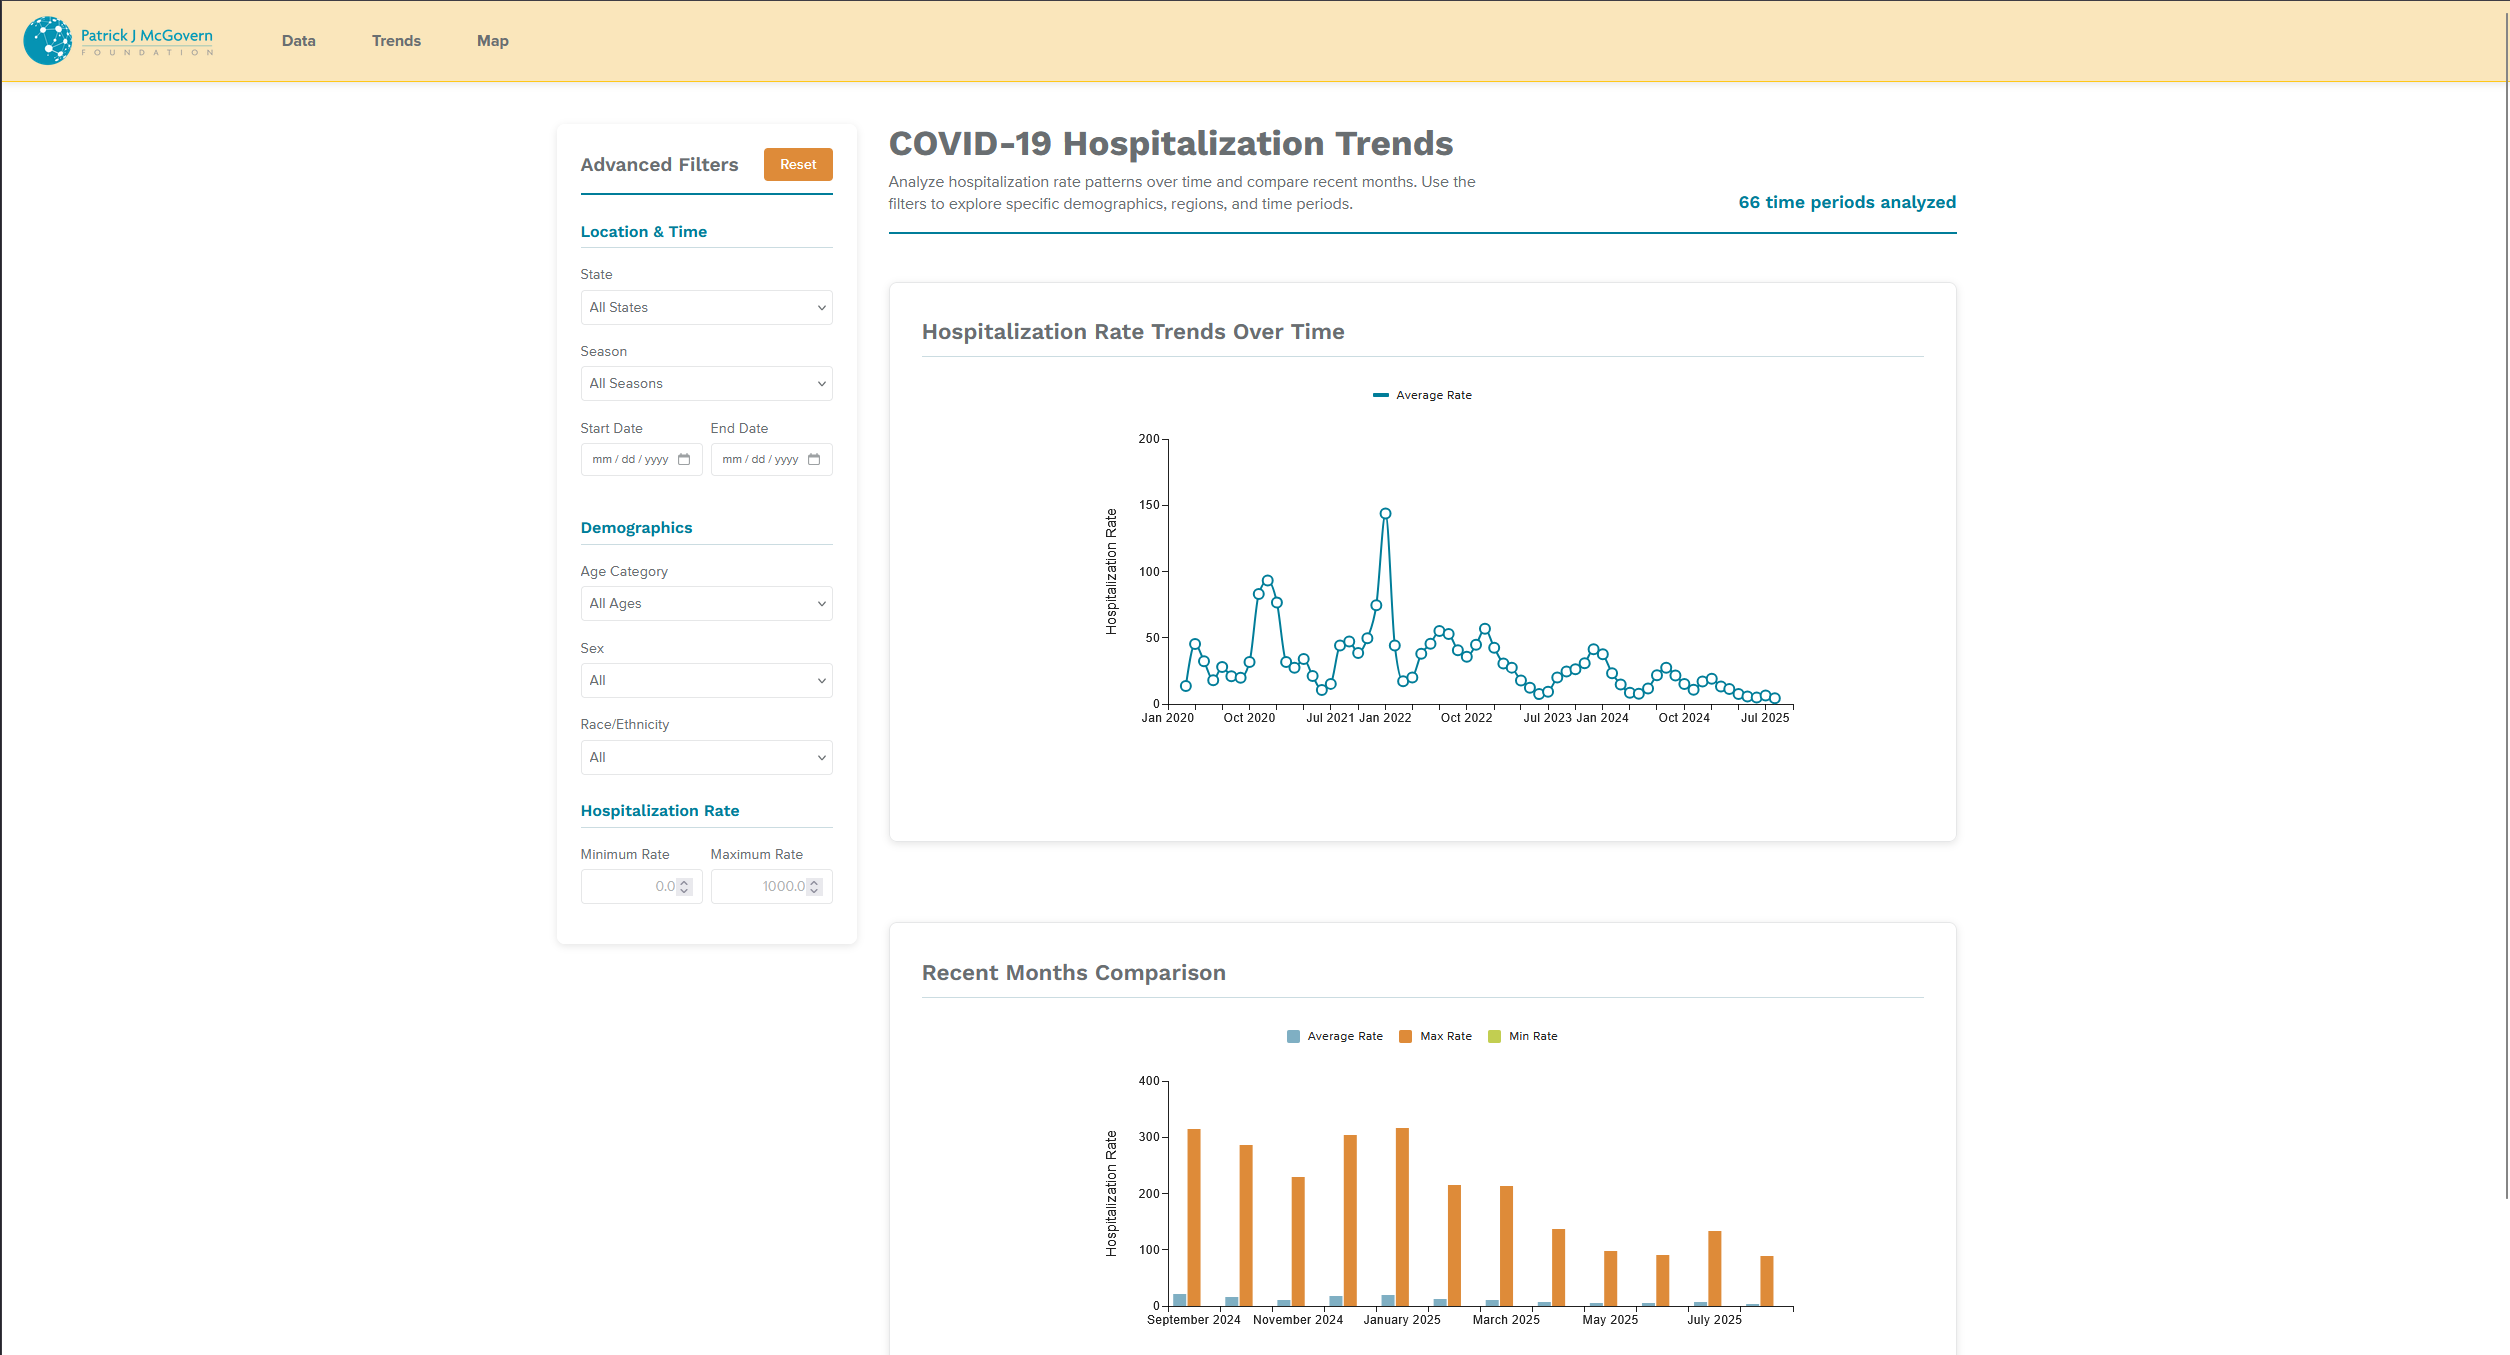 Patrick J McGovern
FOUNDATION
Data
Trends
Map
Advanced Filters
Reset
Location & Time
State
All States
Season
All Seasons
Start Date
End Date
mm / dd / yyyy
mm / dd / yyyy
Demographics
Age Category
All Ages
Sex
All
Race/Ethnicity
All
Hospitalization Rate
Minimum Rate
Maximum Rate
0.0
1000.0
COVID-19 Hospitalization Trends
Analyze hospitalization rate patterns over time and compare recent months. Use the
filters to explore specific demographics, regions, and time periods.
66 time periods analyzed
Hospitalization Rate Trends Over Time
Average Rate
200
150
100
50
0
Hospitalization Rate
Jan 2020
Oct 2020
Jul 2021
Jan 2022
Oct 2022
Jul 2023
Jan 2024
Oct 2024
Jul 2025
Recent Months Comparison
Average Rate
Max Rate
Min Rate
400
300
200
100
0
Hospitalization Rate
September 2024
November 2024
January 2025
March 2025
May 2025
July 2025